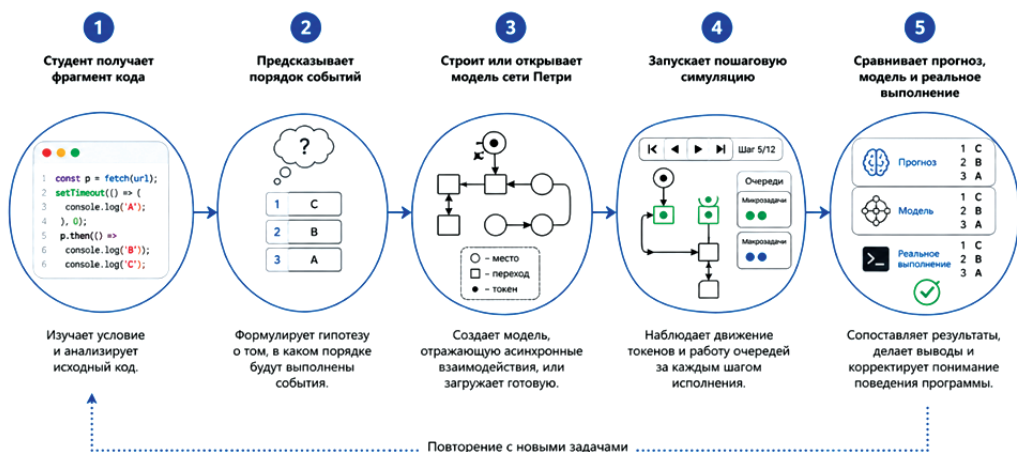 1
Студент получает
фрагмент кода
1 const p = fetch(url);
2 setTimeout(() => {
3 console.log('A');
4 }, 0);
5 p.then(() =>
6 console.log('B'));
6 console.log('C');
Изучает условие
и анализирует
исходный код.
2
Предсказывает
порядок событий
?
1 C
2 B
3 A
Формулирует гипотезу
о том, в каком порядке
будут выполнены
события.
3
Строит или открывает
модель сети Петри
– место
– переход
– токен
Создает модель,
отражающую асинхронные
взаимодействия, или
загружает готовую.
4
Запускает пошаговую
симуляцию
Шаг 5/12
Очереди
Микрозадачи
Макрозадачи
Наблюдает движение
токенов и работу очередей
за каждым шагом
исполнения.
5
Сравнивает прогноз,
модель и реальное
выполнение
Прогноз
1 C
2 B
3 A
Модель
1 C
2 B
3 A
Реальное
выполнение
1 C
2 B
3 A
Сопоставляет результаты,
делает выводы и
корректирует понимание
поведения программы.
Повторение с новыми задачами